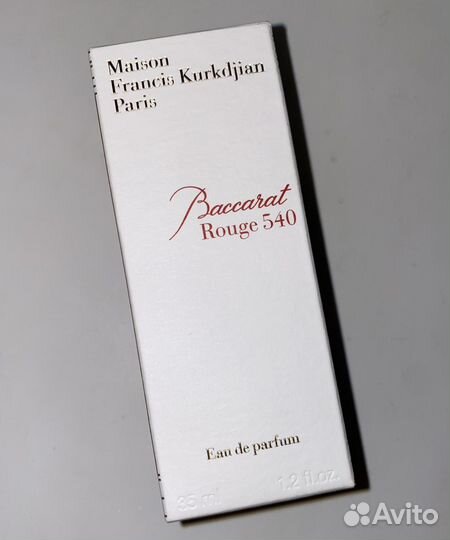 Maison
Francis Kurkdjian
Paris
Baccarat
Rouge 540
Eau de parfum
35 ml 1.2 fl.oz.
Avito